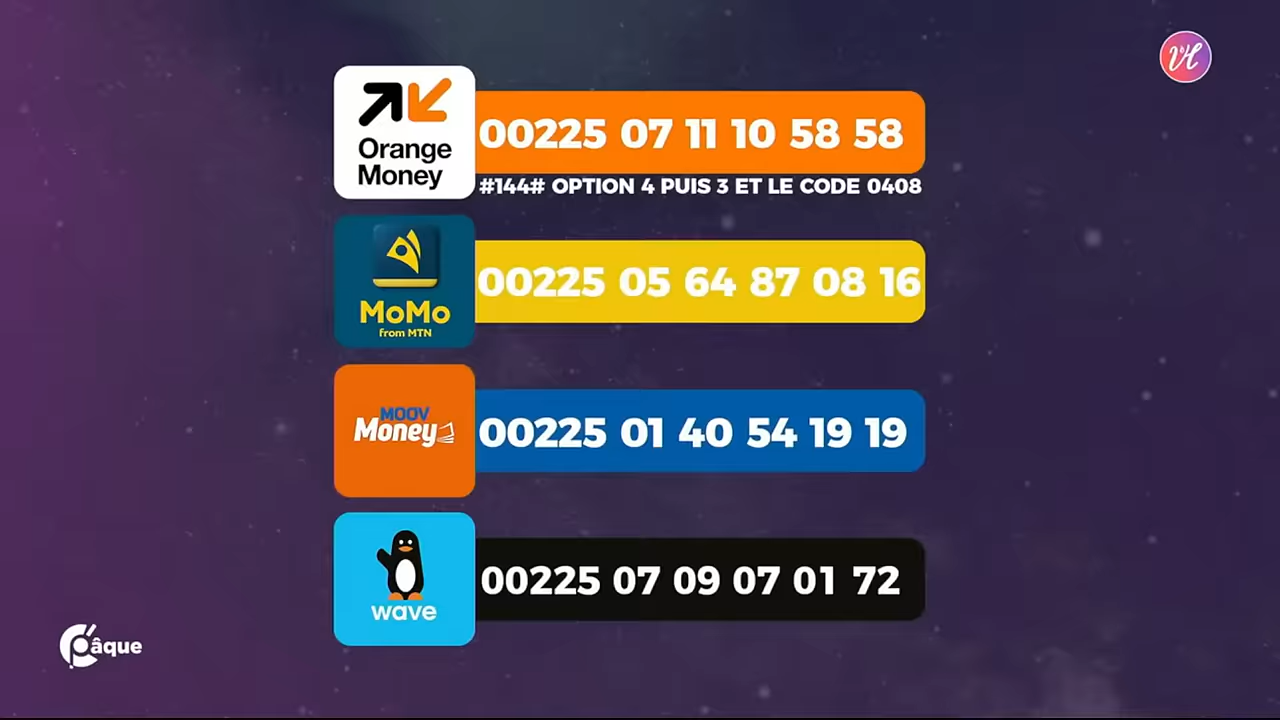 VH
Orange
Money
00225 07 11 10 58 58
#144# OPTION 4 PUIS 3 ET LE CODE 0408
MoMo
from MTN
00225 05 64 87 08 16
MOOV
Money
00225 01 40 54 19 19
wave
00225 07 09 07 01 72
Pâque